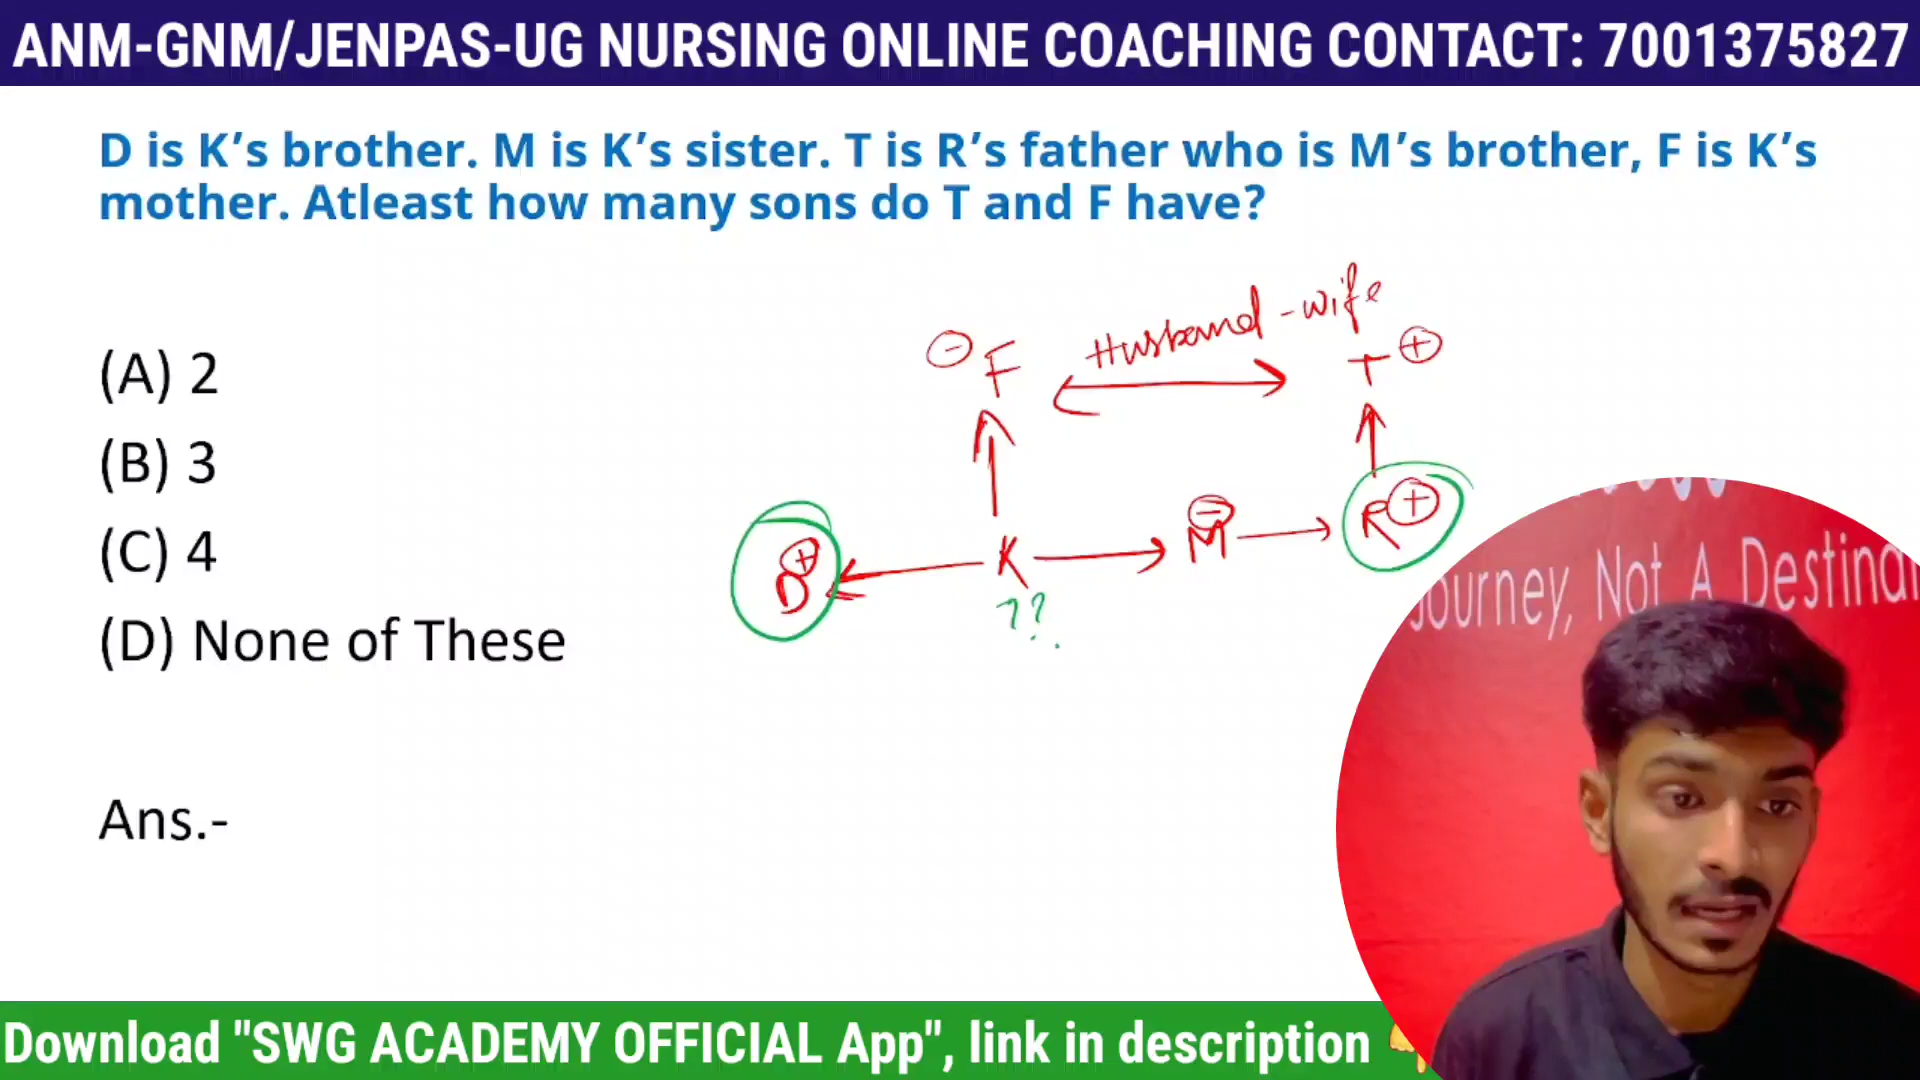 ANM-GNM/JENPAS-UG NURSING ONLINE COACHING CONTACT: 7001375827
D is K’s brother. M is K’s sister. T is R’s father who is M’s brother, F is K’s
mother. Atleast how many sons do T and F have?
(A) 2
(B) 3
(C) 4
(D) None of These
Ans.-
Husband-wife
- F T +
D + K M - R +
??
Journey, Not A Destina
Download "SWG ACADEMY OFFICIAL App", link in description